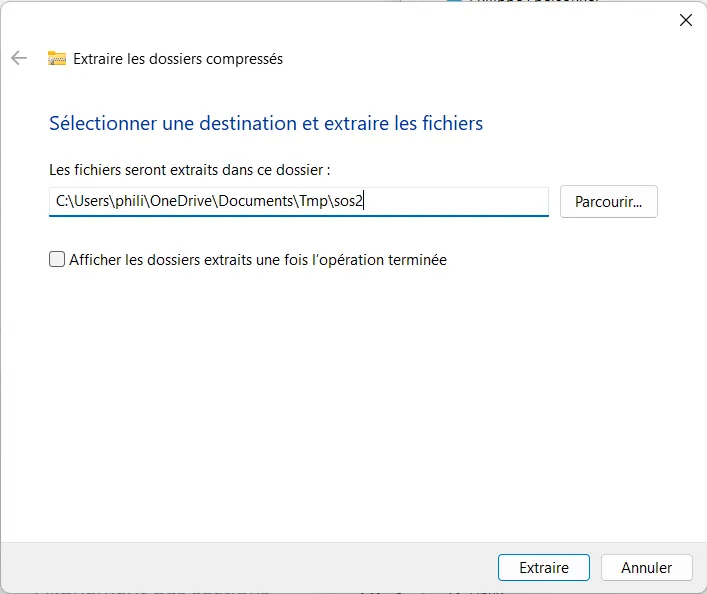 Extraire les dossiers compressés
Sélectionner une destination et extraire les fichiers
Les fichiers seront extraits dans ce dossier :
C:\Users\phili\OneDrive\Documents\Tmp\sos2
Parcourir...
Afficher les dossiers extraits une fois l’opération terminée
Extraire
Annuler